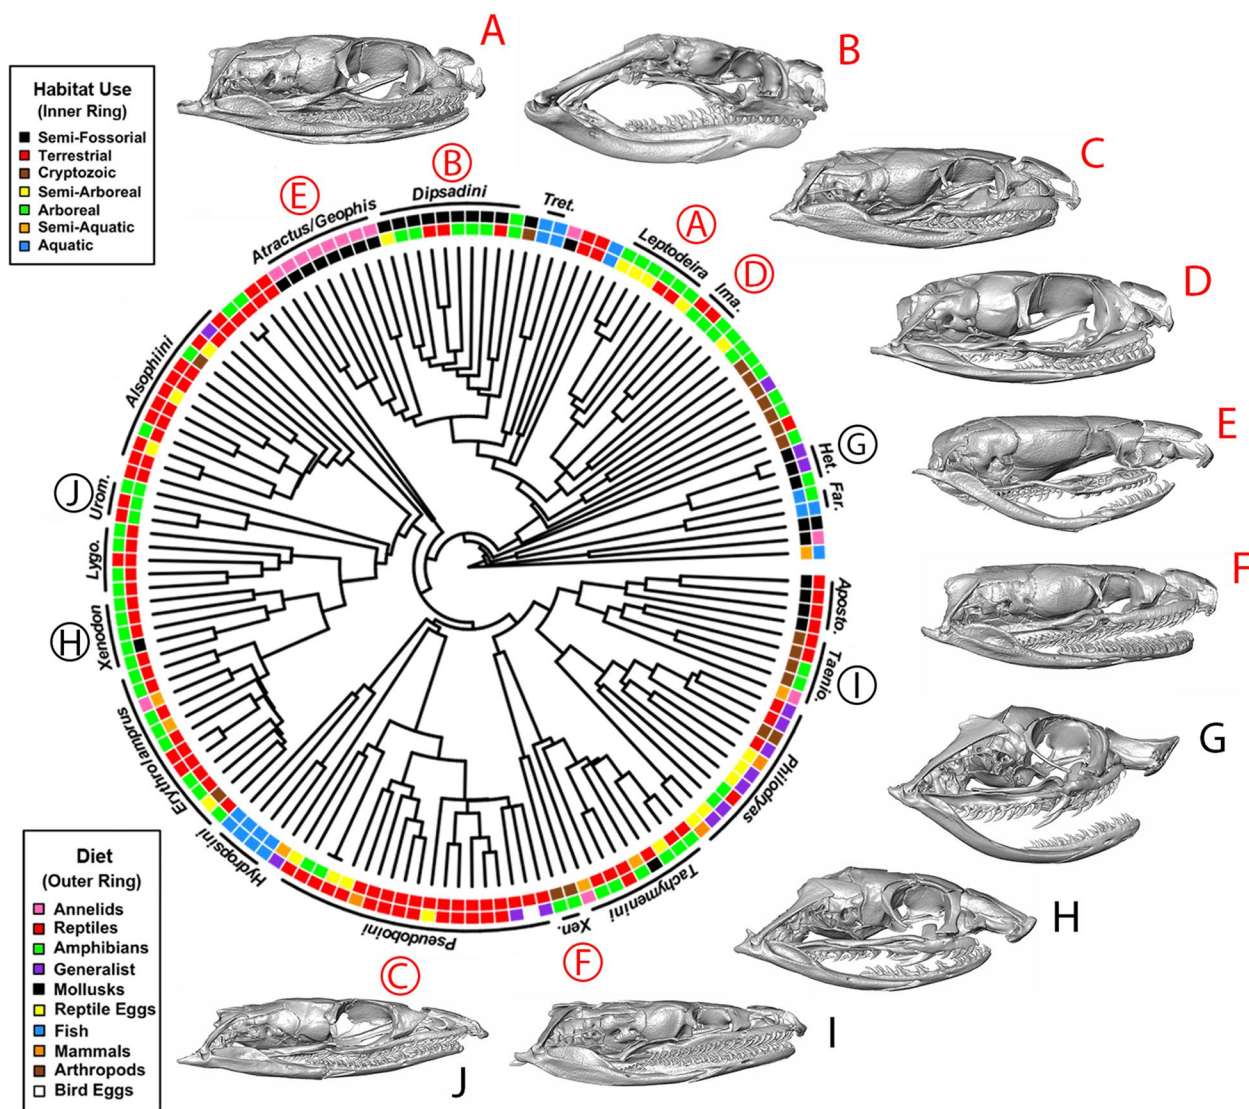 A
B
C
D
E
F
G
H
I
J
Habitat Use
(Inner Ring)
Semi-Fossorial
Terrestrial
Cryptozoic
Semi-Arboreal
Arboreal
Semi-Aquatic
Aquatic
B
E
A
D
G
J
H
I
C
F
Atractus/Geophis
Dipsadini
Tret.
Leptodeira
Ima.
Het.
Far.
Aposto.
Taenio.
Philodryas
Tachymenini
Xen.
Pseudoboini
Hydropsini
Erythrolamprus
Xenodon
Lygo.
Urom.
Alsophiini
Diet
(Outer Ring)
Annelids
Reptiles
Amphibians
Generalist
Mollusks
Reptile Eggs
Fish
Mammals
Arthropods
Bird Eggs